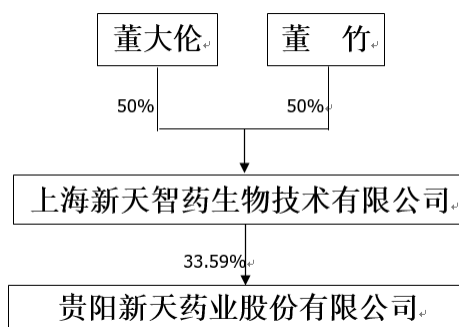 董大伦
董　竹
50%
50%
上海新天智药生物技术有限公司
33.59%
贵阳新天药业股份有限公司